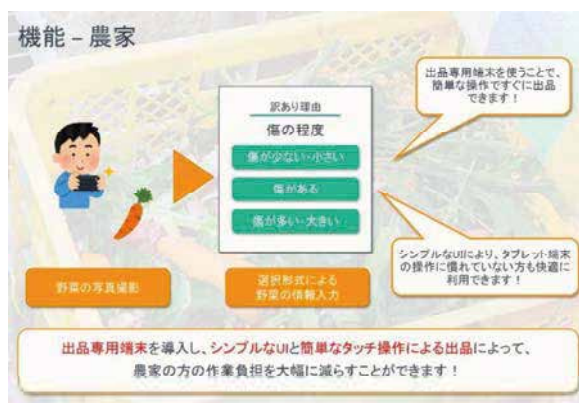 機能 – 農家
出品専用端末を使うことで、
簡単な操作ですぐに出品
できます！
訳あり理由
傷の程度
傷が少ない・小さい
傷がある
傷が多い・大きい
シンプルなUIにより、タブレット端末
の操作に慣れていない方も快適に
利用できます！
野菜の写真撮影
選択形式による
野菜の情報入力
出品専用端末を導入し、シンプルなUIと簡単なタッチ操作による出品によって、
農家の方の作業負担を大幅に減らすことができます！